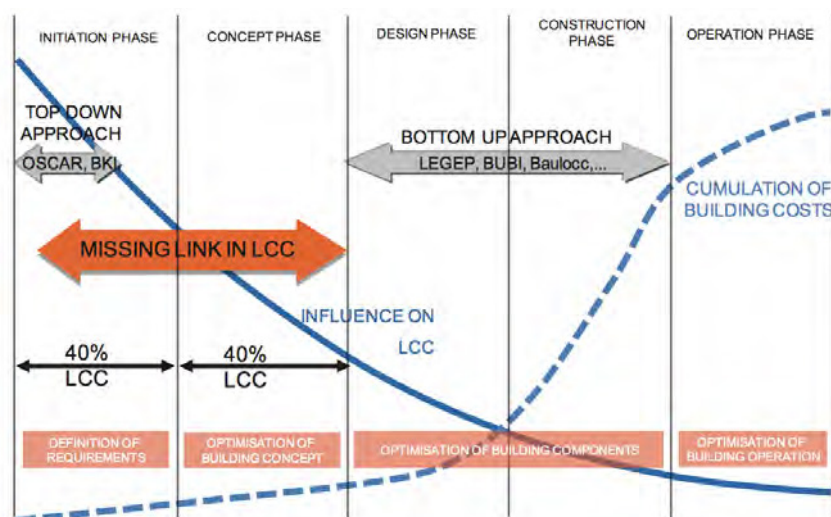 INITIATION PHASE
CONCEPT PHASE
DESIGN PHASE
CONSTRUCTION
PHASE
OPERATION PHASE
TOP DOWN
APPROACH
OSCAR, BKI,
BOTTOM UP APPROACH
LEGEP, BUBI, Baulocc,...
CUMULATION OF
BUILDING COSTS
MISSING LINK IN LCC
INFLUENCE ON
LCC
40%
LCC
40%
LCC
DEFINITION OF
REQUIREMENTS
OPTIMISATION OF
BUILDING CONCEPT
OPTIMISATION OF BUILDING COMPONENTS
OPTIMISATION OF
BUILDING OPERATION